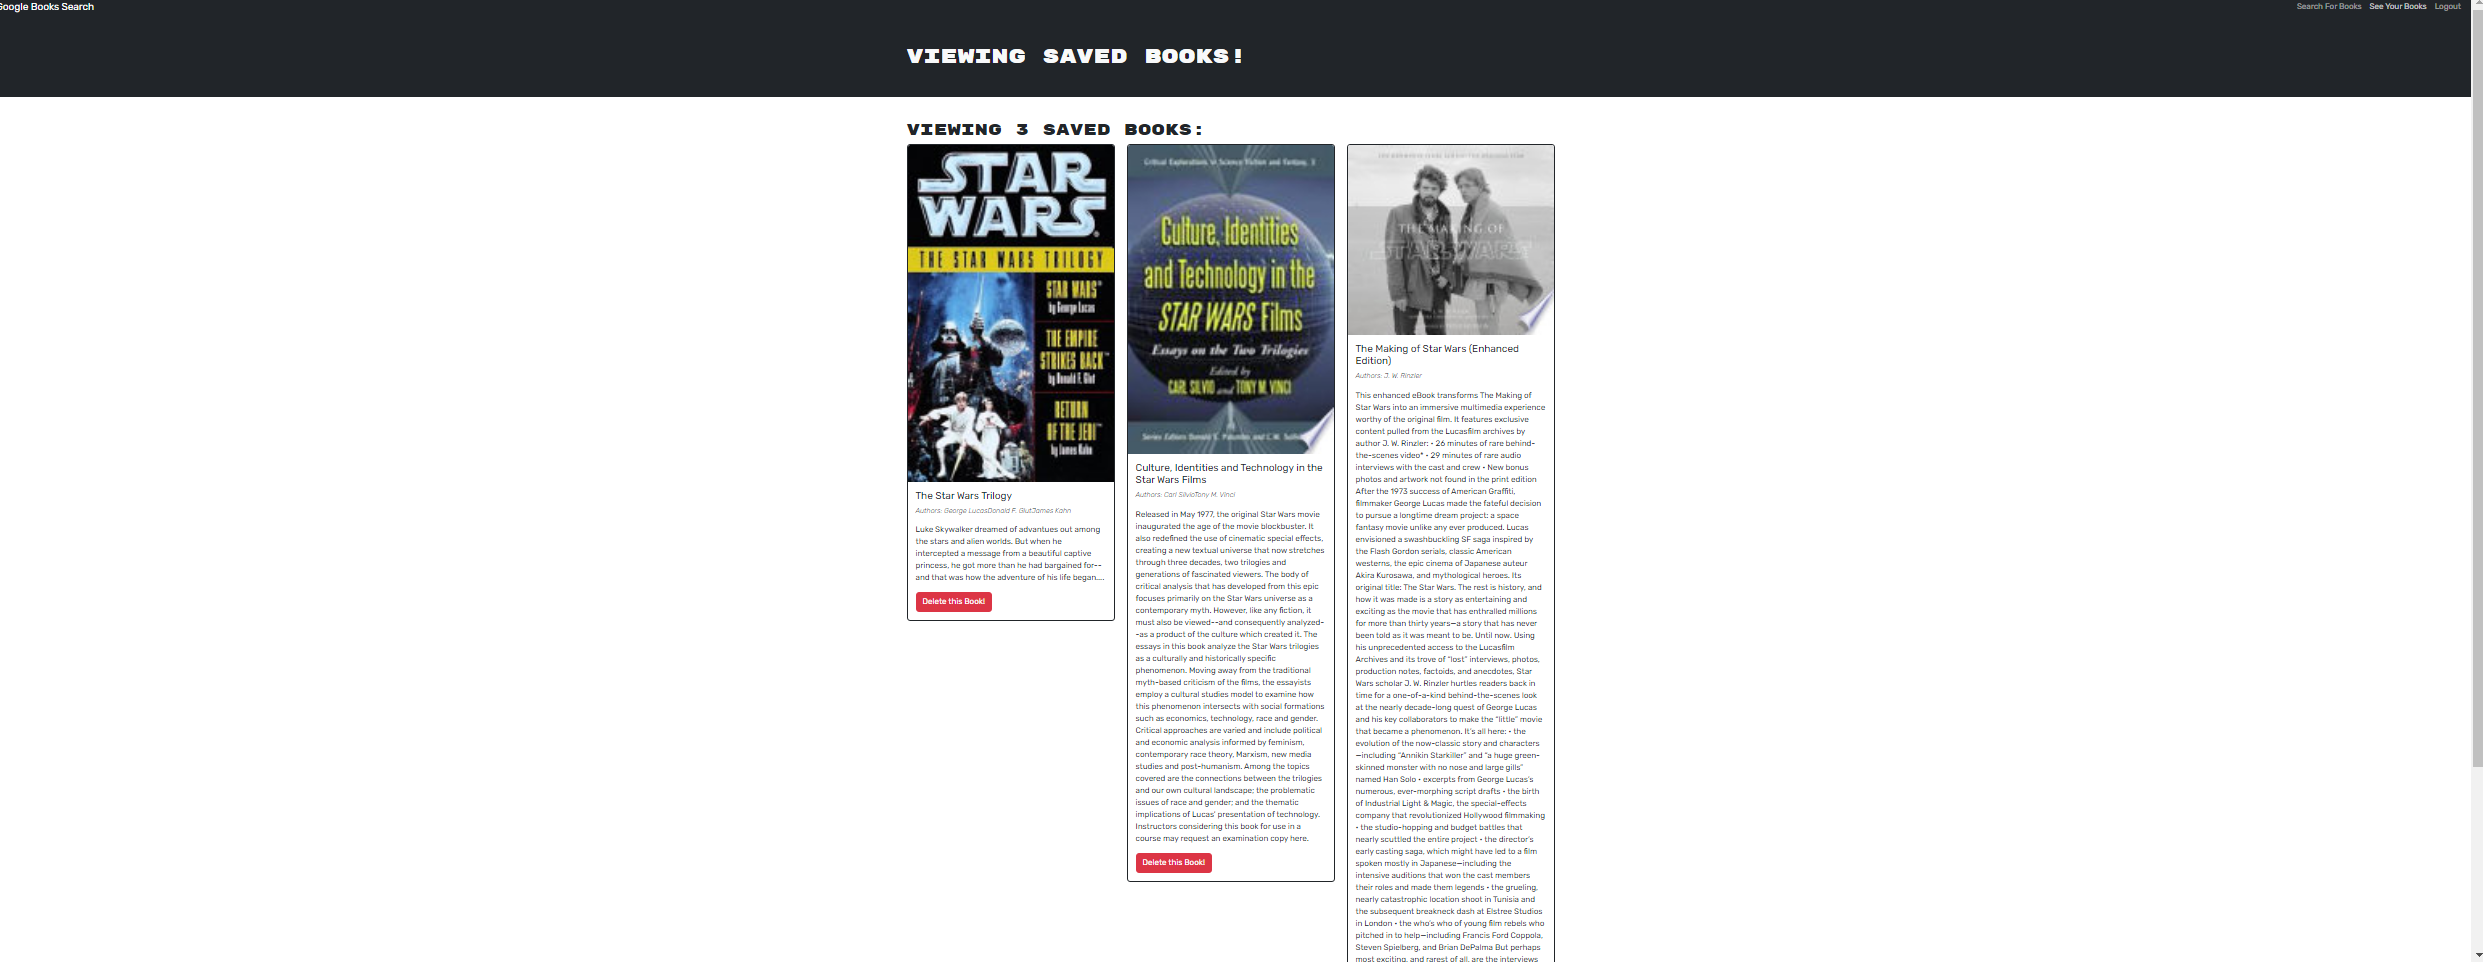 Google Books Search
Search For Books
See Your Books
Logout
VIEWING SAVED BOOKS!
VIEWING 3 SAVED BOOKS:
STAR
WARS
THE STAR WARS TRILOGY
STAR WARS™
by George Lucas
THE EMPIRE
STRIKES BACK™
by Donald F. Glut
RETURN
OF THE JEDI™
by James Kahn
The Star Wars Trilogy
Authors: George LucasDonald F. GlutJames Kahn
Luke Skywalker dreamed of advantues out among
the stars and alien worlds. But when he
intercepted a message from a beautiful captive
princess, he got more than he had bargained for--
and that was how the adventure of his life began....
Delete this Book!
Critical Explorations in Science Fiction and Fantasy, 3
Culture, Identities
and Technology in the
STAR WARS Films
Essays on the Two Trilogies
Edited by
CARL SILVIO and TONY M. VINCI
Series Editors Donald E. Palumbo and C.W.
Culture, Identities and Technology in the
Star Wars Films
Authors: Carl SilvioTony M. Vinci
Released in May 1977, the original Star Wars movie
inaugurated the age of the movie blockbuster. It
also redefined the use of cinematic special effects,
creating a new textual universe that now stretches
through three decades, two trilogies and
generations of fascinated viewers. The body of
critical analysis that has developed from this epic
focuses primarily on the Star Wars universe as a
contemporary myth. However, like any fiction, it
must also be viewed--and consequently analyzed-
-as a product of the culture which created it. The
essays in this book analyze the Star Wars trilogies
as a culturally and historically specific
phenomenon. Moving away from the traditional
myth-based criticism of the films, the essayists
employ a cultural studies model to examine how
this phenomenon intersects with social formations
such as economics, technology, race and gender.
Critical approaches are varied and include political
and economic analysis informed by feminism,
contemporary race theory, Marxism, new media
studies and post-humanism. Among the topics
covered are the connections between the trilogies
and our own cultural landscape; the problematic
issues of race and gender; and the thematic
implications of Lucas' presentation of technology.
Instructors considering this book for use in a
course may request an examination copy here.
Delete this Book!
THE MAKING OF
STAR WARS
The Making of Star Wars (Enhanced
Edition)
Authors: J. W. Rinzler
This enhanced eBook transforms The Making of
Star Wars into an immersive multimedia experience
worthy of the original film. It features exclusive
content pulled from the Lucasfilm archives by
author J. W. Rinzler: • 26 minutes of rare behind-
the-scenes video* • 29 minutes of rare audio
interviews with the cast and crew • New bonus
photos and artwork not found in the print edition
After the 1973 success of American Graffiti,
filmmaker George Lucas made the fateful decision
to pursue a longtime dream project: a space
fantasy movie unlike any ever produced. Lucas
envisioned a swashbuckling SF saga inspired by
the Flash Gordon serials, classic American
westerns, the epic cinema of Japanese auteur
Akira Kurosawa, and mythological heroes. Its
original title: The Star Wars. The rest is history, and
how it was made is a story as entertaining and
exciting as the movie that has enthralled millions
for more than thirty years—a story that has never
been told as it was meant to be. Until now. Using
his unprecedented access to the Lucasfilm
Archives and its trove of “lost” interviews, photos,
production notes, factoids, and anecdotes, Star
Wars scholar J. W. Rinzler hurtles readers back in
time for a one-of-a-kind behind-the-scenes look
at the nearly decade-long quest of George Lucas
and his key collaborators to make the “little” movie
that became a phenomenon. It’s all here: • the
evolution of the now-classic story and characters
—including “Annikin Starkiller” and “a huge green-
skinned monster with no nose and large gills”
named Han Solo • excerpts from George Lucas’s
numerous, ever-morphing script drafts • the birth
of Industrial Light & Magic, the special-effects
company that revolutionized Hollywood filmmaking
• the studio-hopping and budget battles that
nearly scuttled the entire project • the director’s
early casting saga, which might have led to a film
spoken mostly in Japanese—including the
intensive auditions that won the cast members
their roles and made them legends • the grueling,
nearly catastrophic location shoot in Tunisia and
the subsequent breakneck dash at Elstree Studios
in London • the who’s who of young film rebels who
pitched in to help—including Francis Ford Coppola,
Steven Spielberg, and Brian DePalma But perhaps
most exciting, and rarest of all, are the interviews